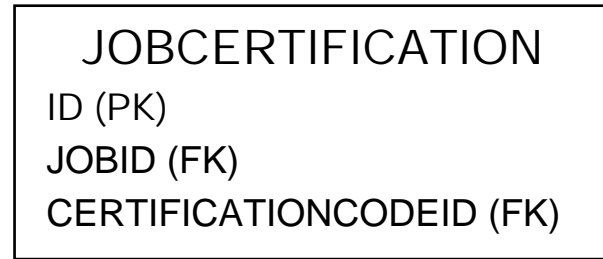 JOBCERTIFICATION
ID (PK)
JOBID (FK)
CERTIFICATIONCODEID (FK)